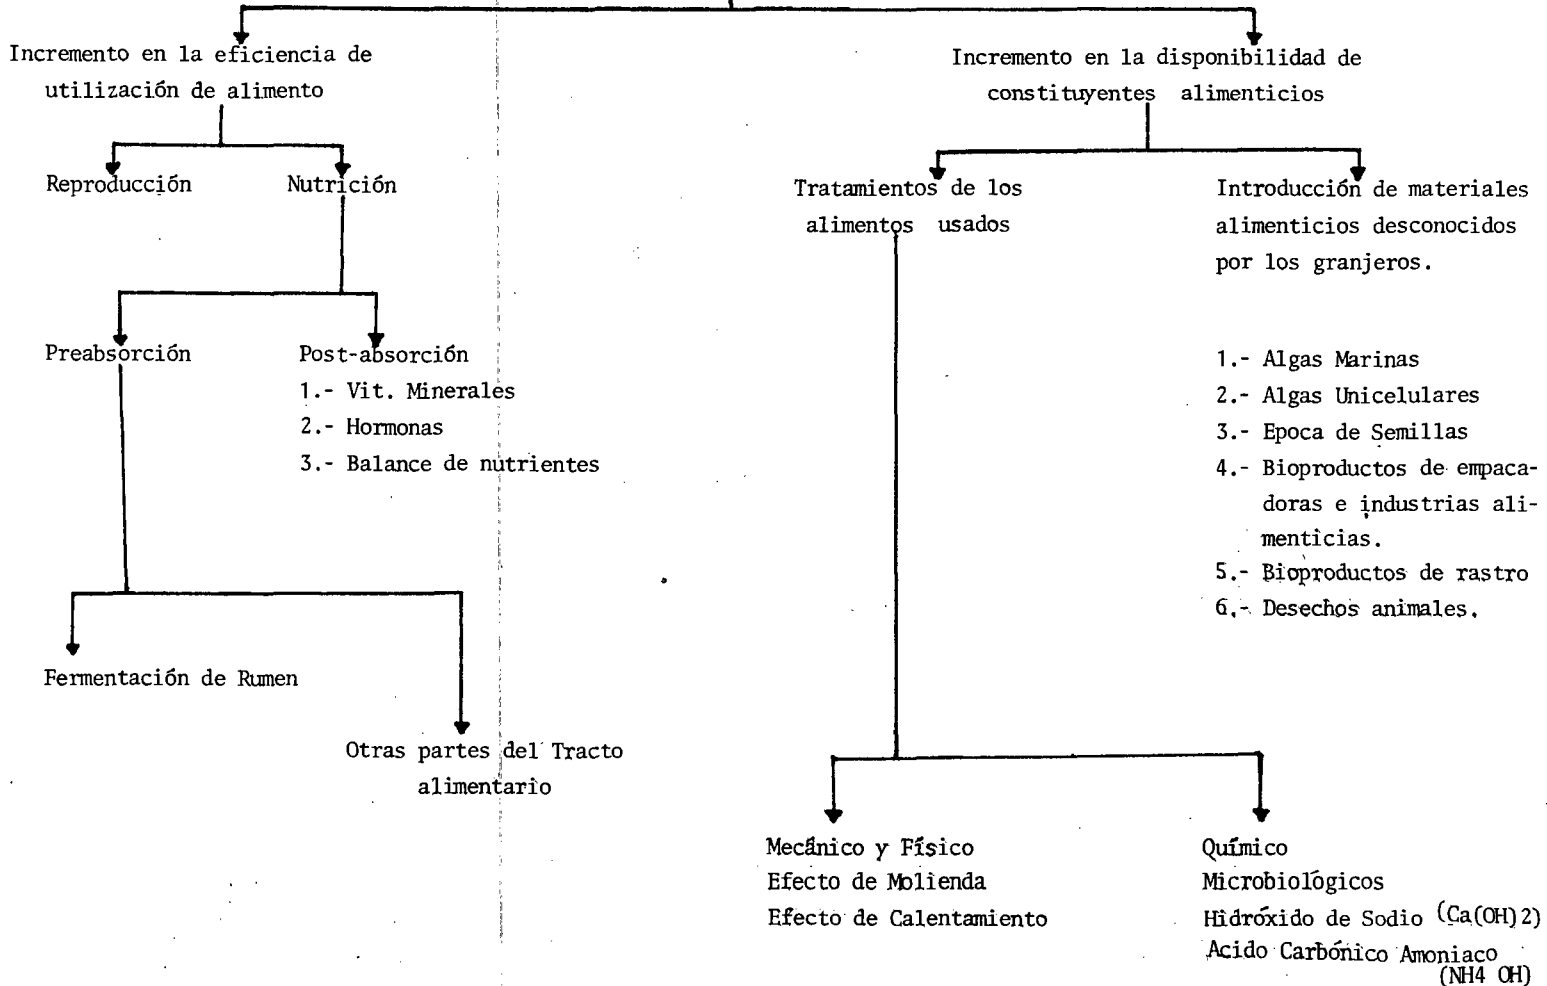 Incremento en la eficiencia de
utilización de alimento
Incremento en la disponibilidad de
constituyentes alimenticios
Reproducción
Nutrición
Tratamientos de los
alimentos usados
Introducción de materiales
alimenticios desconocidos
por los granjeros.
Preabsorción
Post-absorción
1.- Vit. Minerales
2.- Hormonas
3.- Balance de nutrientes
1.- Algas Marinas
2.- Algas Unicelulares
3.- Epoca de Semillas
4.- Bioproductos de empaca-
doras e industrias ali-
menticias.
5.- Bioproductos de rastro
6.- Desechos animales.
Fermentación de Rumen
Otras partes del Tracto
alimentario
Mecánico y Físico
Efecto de Molienda
Efecto de Calentamiento
Químico
Microbiológicos
Hidróxido de Sodio (Ca(OH)2)
Acido Carbónico Amoniaco
(NH4 OH)